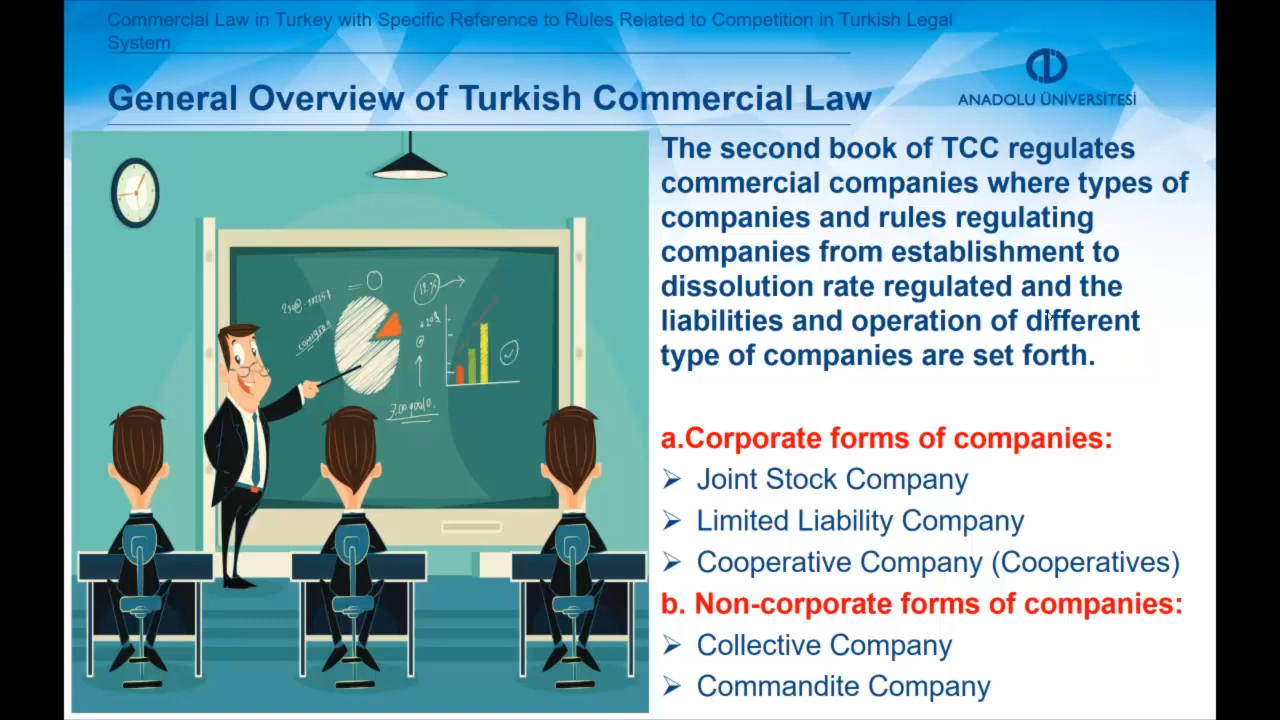 Commercial Law in Turkey with Specific Reference to Rules Related to Competition in Turkish Legal
System
General Overview of Turkish Commercial Law
ANADOLU ÜNİVERSİTESİ
The second book of TCC regulates
commercial companies where types of
companies and rules regulating
companies from establishment to
dissolution rate regulated and the
liabilities and operation of different
type of companies are set forth.
a.Corporate forms of companies:
Joint Stock Company
Limited Liability Company
Cooperative Company (Cooperatives)
b. Non-corporate forms of companies:
Collective Company
Commandite Company